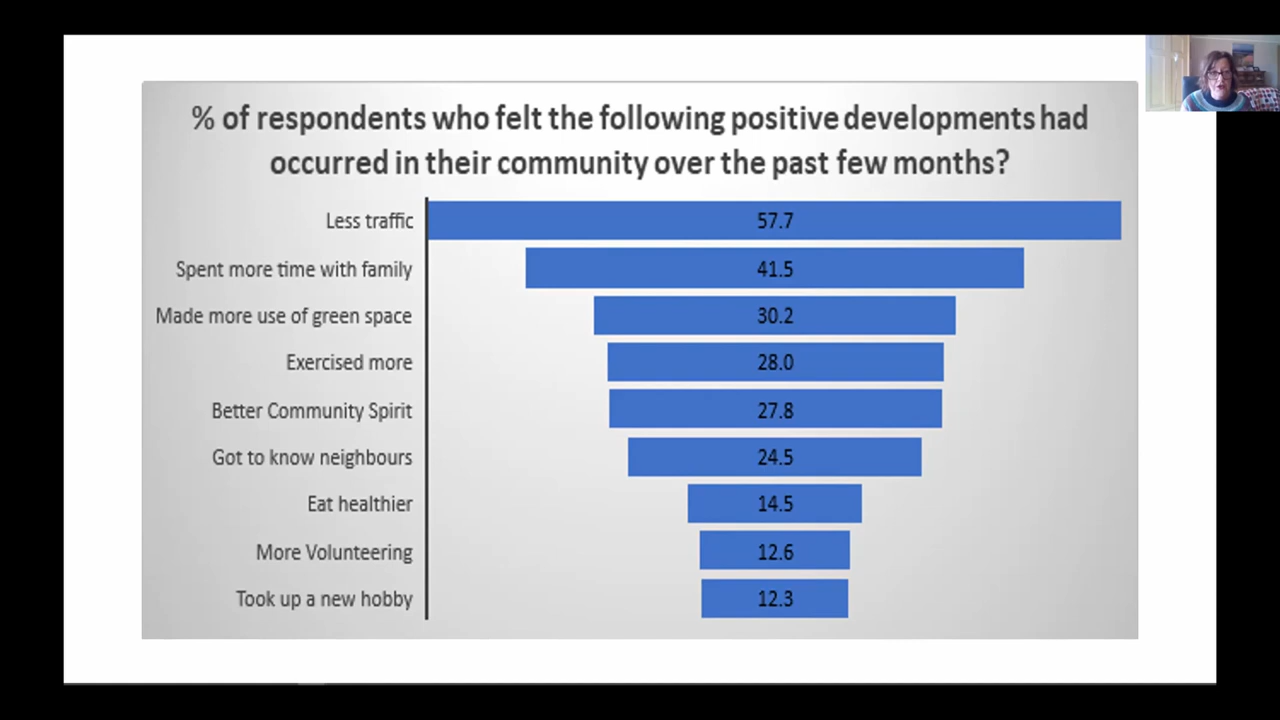 % of respondents who felt the following positive developments had
occurred in their community over the past few months?
Less traffic 57.7
Spent more time with family 41.5
Made more use of green space 30.2
Exercised more 28.0
Better Community Spirit 27.8
Got to know neighbours 24.5
Eat healthier 14.5
More Volunteering 12.6
Took up a new hobby 12.3